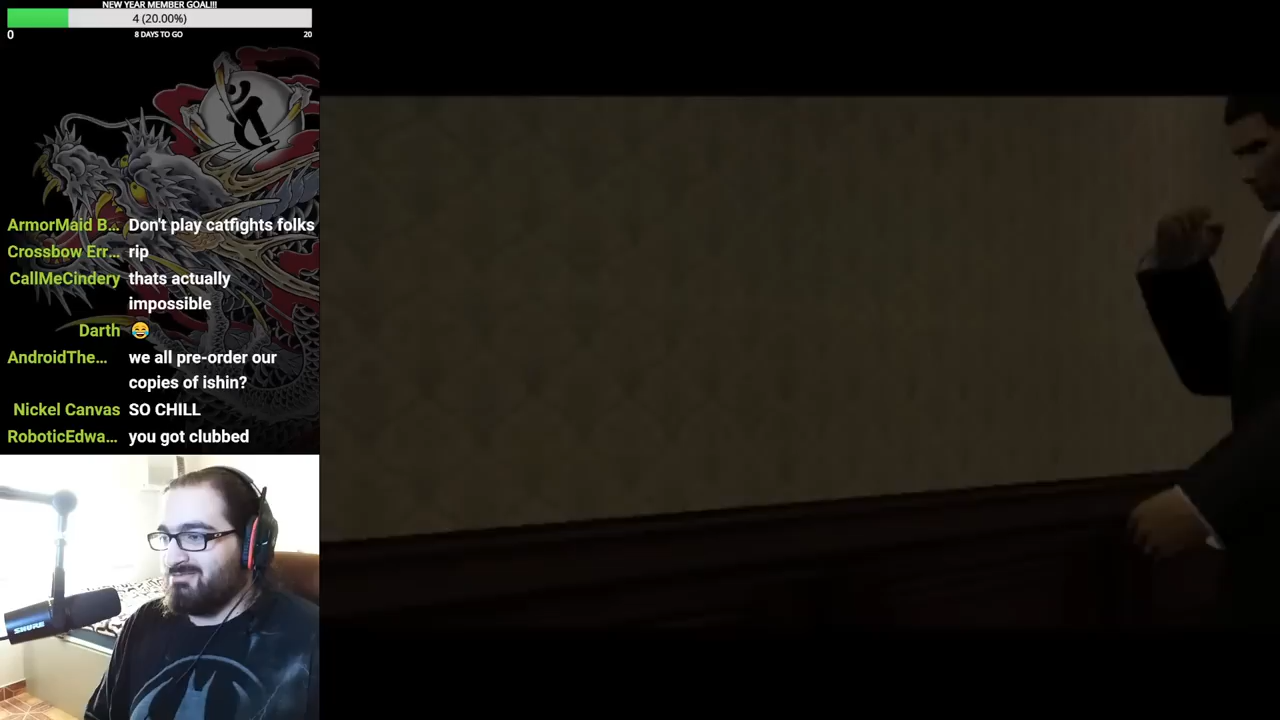 NEW YEAR MEMBER GOAL!!!
4 (20.00%)
0 8 DAYS TO GO 20
ArmorMaid B... Don't play catfights folks
Crossbow Err... rip
CallMeCindery thats actually
impossible
Darth 😂
AndroidThe... we all pre-order our
copies of ishin?
Nickel Canvas SO CHILL
RoboticEdwa... you got clubbed
SHURE